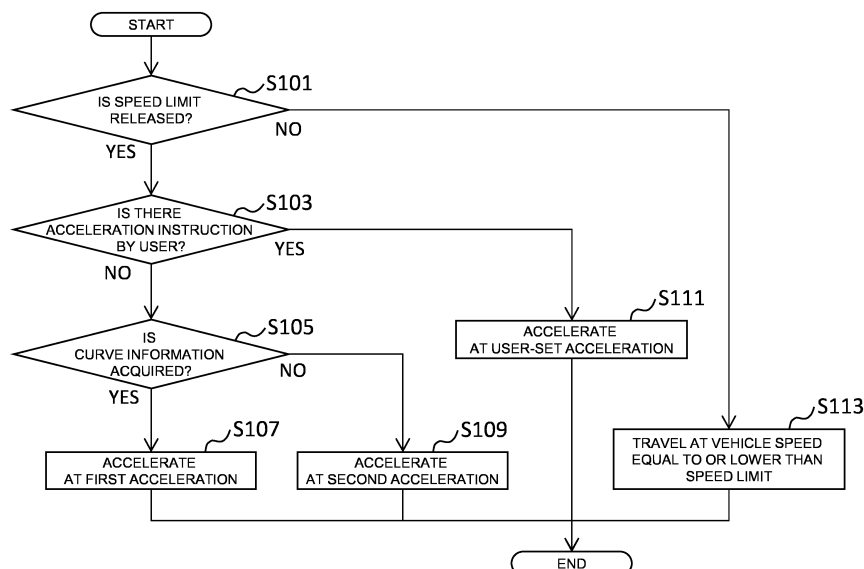 START
S101
IS SPEED LIMIT
RELEASED?
NO
YES
S103
IS THERE
ACCELERATION INSTRUCTION
BY USER?
YES
NO
S105
IS
CURVE INFORMATION
ACQUIRED?
NO
YES
S111
ACCELERATE
AT USER-SET ACCELERATION
S107
ACCELERATE
AT FIRST ACCELERATION
S109
ACCELERATE
AT SECOND ACCELERATION
S113
TRAVEL AT VEHICLE SPEED
EQUAL TO OR LOWER THAN
SPEED LIMIT
END